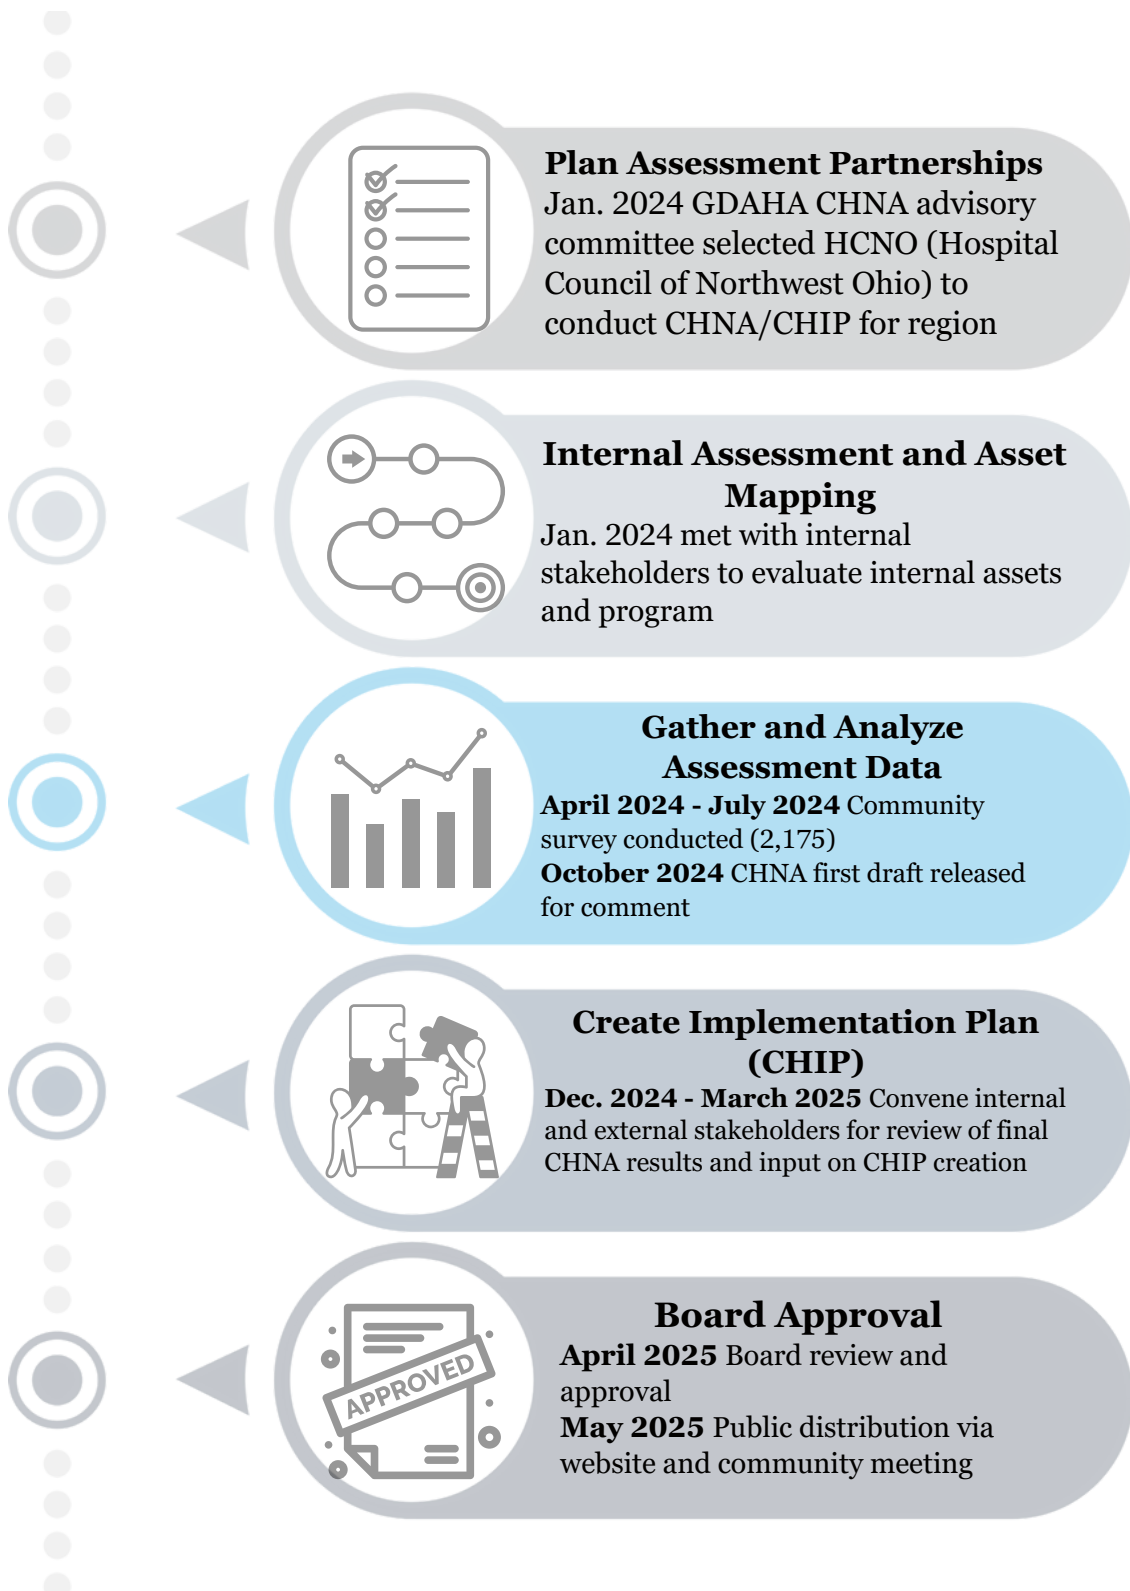 Plan Assessment Partnerships
Jan. 2024 GDAHA CHNA advisory
committee selected HCNO (Hospital
Council of Northwest Ohio) to
conduct CHNA/CHIP for region
Internal Assessment and Asset
Mapping
Jan. 2024 met with internal
stakeholders to evaluate internal assets
and program
Gather and Analyze
Assessment Data
April 2024 - July 2024 Community
survey conducted (2,175)
October 2024 CHNA first draft released
for comment
Create Implementation Plan
(CHIP)
Dec. 2024 - March 2025 Convene internal
and external stakeholders for review of final
CHNA results and input on CHIP creation
APPROVED
Board Approval
April 2025 Board review and
approval
May 2025 Public distribution via
website and community meeting